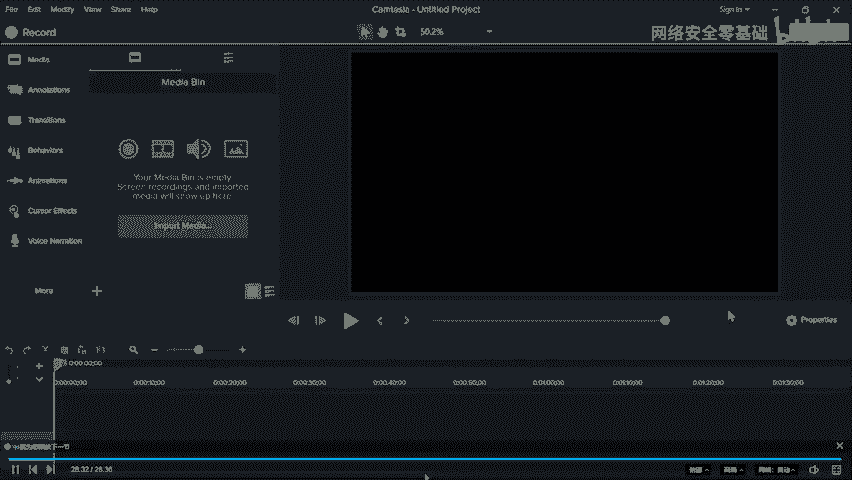 File Edit Modify View Share Help
Camtasia - Untitled Project
Sign In
Record
50.2%
网络安全零基础
Media
Annotations
Transitions
Behaviors
Animations
Cursor Effects
Voice Narration
More
Media Bin
Your Media Bin is empty
Screen recordings and imported
media will show up here
Import Media...
Properties
0:00:00;00
0:00:00;00 0:00:10;00 0:00:20;00 0:00:30;00 0:00:40;00 0:00:50;00 0:01:00;00 0:01:10;00 0:01:20;00 0:01:30;00
28:32 / 28:36